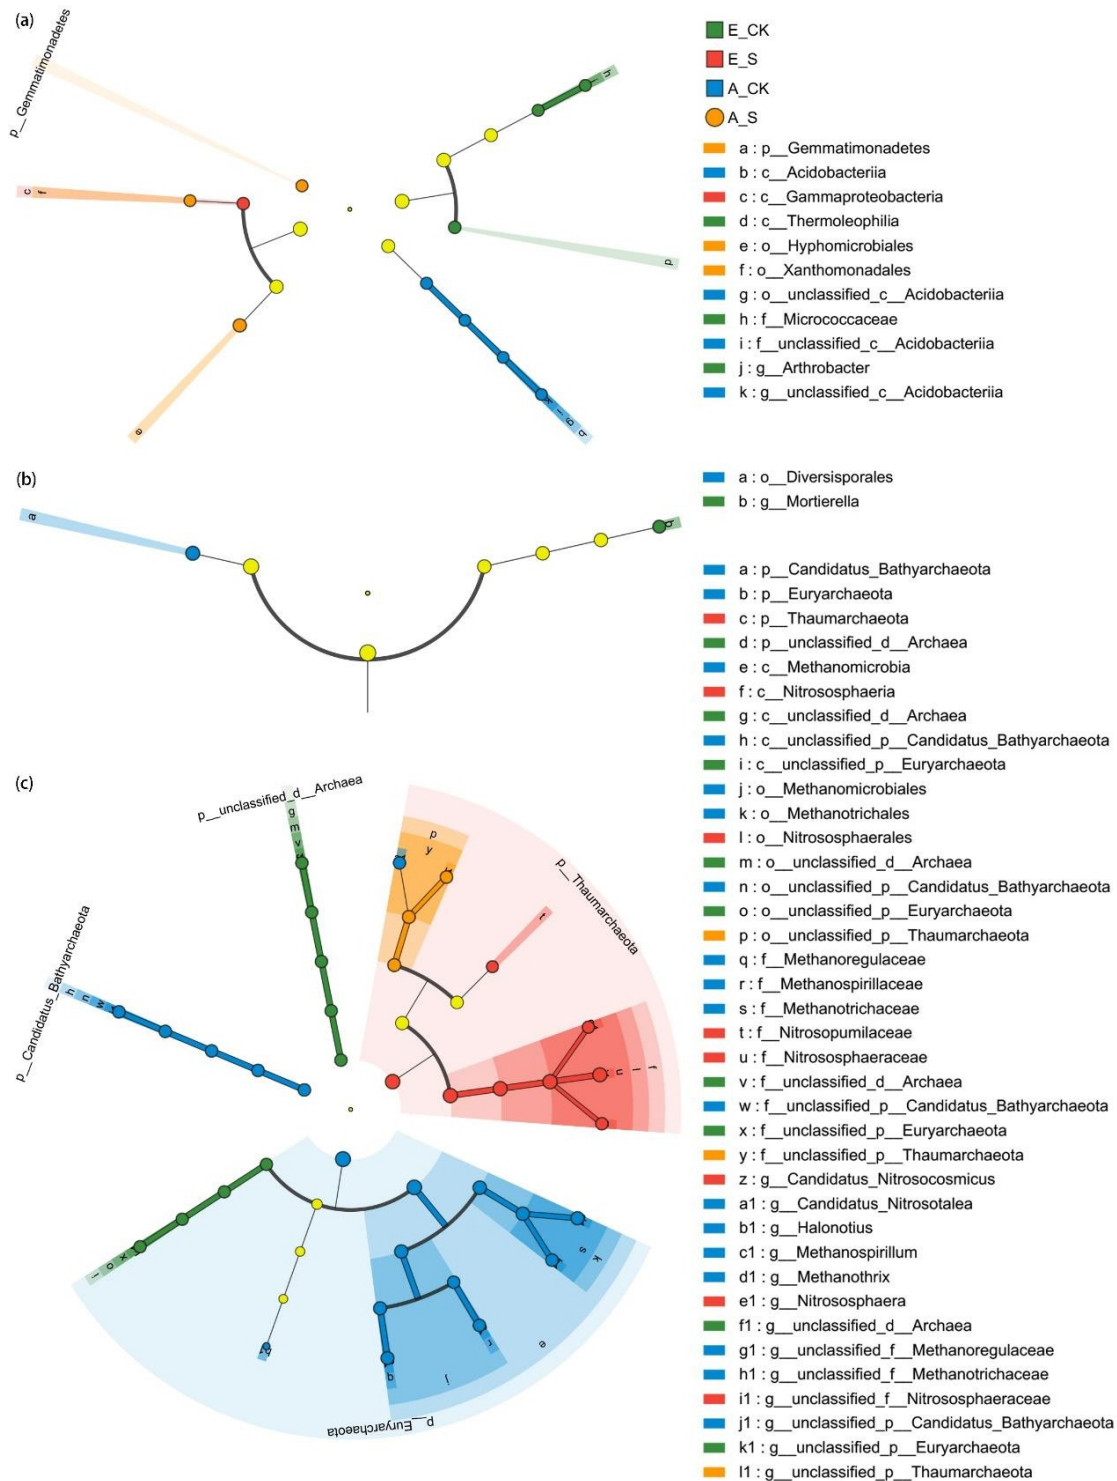 (a)
p__Gemmatimonadetes
c f
e
h
d
k i g b
E_CK
E_S
A_CK
A_S
a : p__Gemmatimonadetes
b : c__Acidobacteriia
c : c__Gammaproteobacteria
d : c__Thermoleophilia
e : o__Hyphomicrobiales
f : o__Xanthomonadales
g : o__unclassified_c__Acidobacteriia
h : f__Micrococcaceae
i : f__unclassified_c__Acidobacteriia
j : g__Arthrobacter
k : g__unclassified_c__Acidobacteriia
(b)
a
b
a : o__Diversisporales
b : g__Mortierella
(c)
p__unclassified_d__Archaea
g
m
v
p__Candidatus_Bathyarchaeota
h n w
p__Thaumarchaeota
p
y
t
u l f
p__Euryarchaeota
i o x
q
r
j
e
s k
a : p__Candidatus_Bathyarchaeota
b : p__Euryarchaeota
c : p__Thaumarchaeota
d : p__unclassified_d__Archaea
e : c__Methanomicrobia
f : c__Nitrososphaeria
g : c__unclassified_d__Archaea
h : c__unclassified_p__Candidatus_Bathyarchaeota
i : c__unclassified_p__Euryarchaeota
j : o__Methanomicrobiales
k : o__Methanotrichales
l : o__Nitrososphaerales
m : o__unclassified_d__Archaea
n : o__unclassified_p__Candidatus_Bathyarchaeota
o : o__unclassified_p__Euryarchaeota
p : o__unclassified_p__Thaumarchaeota
q : f__Methanoregulaceae
r : f__Methanospirillaceae
s : f__Methanotrichaceae
t : f__Nitrosopumilaceae
u : f__Nitrososphaeraceae
v : f__unclassified_d__Archaea
w : f__unclassified_p__Candidatus_Bathyarchaeota
x : f__unclassified_p__Euryarchaeota
y : f__unclassified_p__Thaumarchaeota
z : g__Candidatus_Nitrosocosmicus
a1 : g__Candidatus_Nitrosotalea
b1 : g__Halonotius
c1 : g__Methanospirillum
d1 : g__Methanothrix
e1 : g__Nitrososphaera
f1 : g__unclassified_d__Archaea
g1 : g__unclassified_f__Methanoregulaceae
h1 : g__unclassified_f__Methanotrichaceae
i1 : g__unclassified_f__Nitrososphaeraceae
j1 : g__unclassified_p__Candidatus_Bathyarchaeota
k1 : g__unclassified_p__Euryarchaeota
l1 : g__unclassified_p__Thaumarchaeota